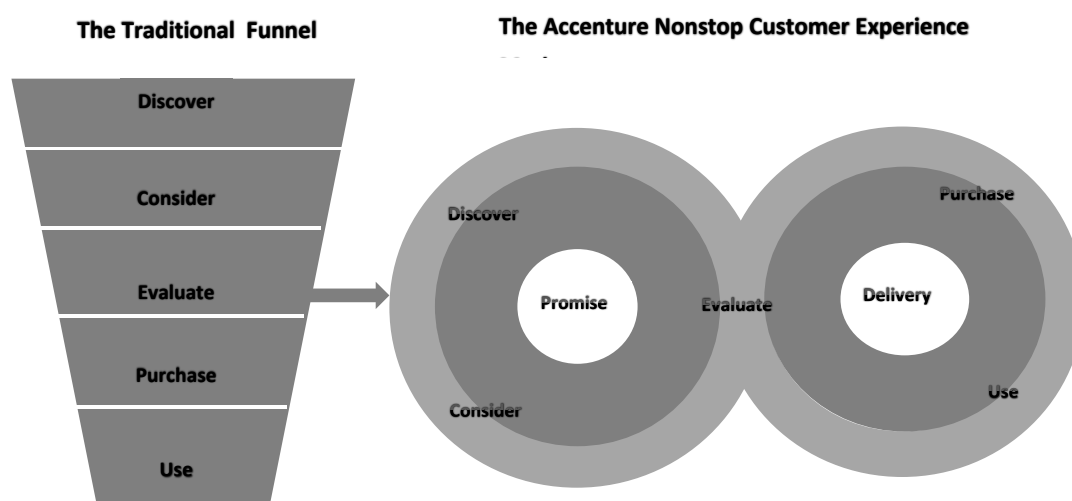 The Traditional Funnel
The Accenture Nonstop Customer Experience
Discover
Consider
Evaluate
Purchase
Use
Discover
Consider
Promise
Evaluate
Purchase
Delivery
Use